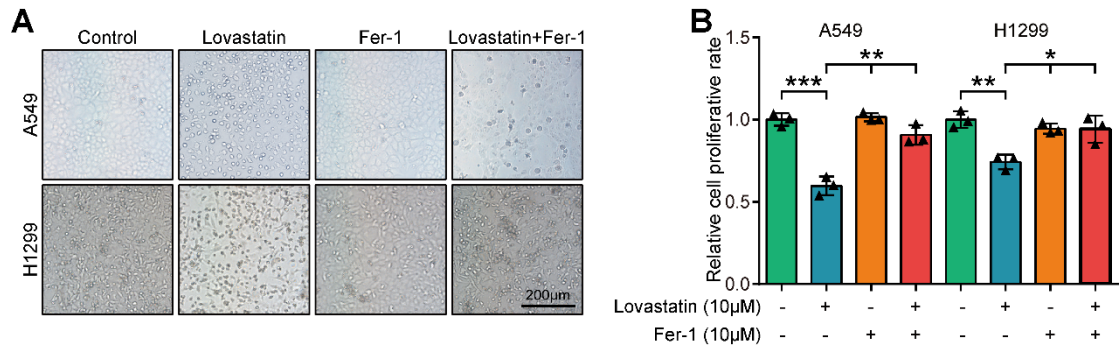 A
Control Lovastatin Fer-1 Lovastatin+Fer-1
A549
H1299
200μm
B
A549 H1299
Relative cell proliferative rate
1.5
1.0
0.5
0.0
*** ** ** *
Lovastatin (10μM) - + - + - + - +
Fer-1 (10μM) - - + + - - + +